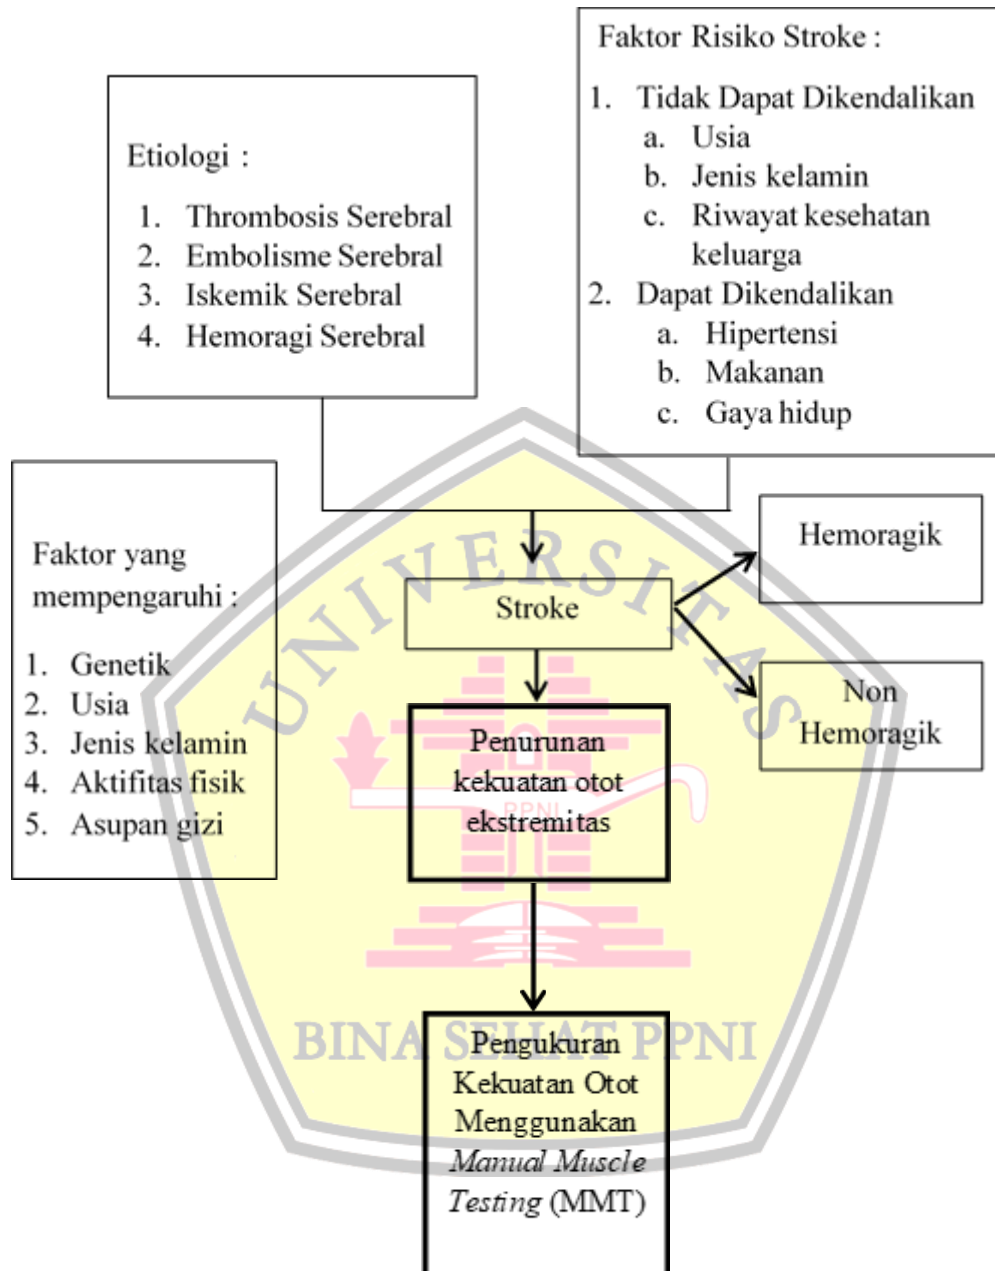 Etiologi :
1. Thrombosis Serebral
2. Embolisme Serebral
3. Iskemik Serebral
4. Hemoragi Serebral
Faktor Risiko Stroke :
1. Tidak Dapat Dikendalikan
a. Usia
b. Jenis kelamin
c. Riwayat kesehatan
keluarga
2. Dapat Dikendalikan
a. Hipertensi
b. Makanan
c. Gaya hidup
Faktor yang
mempengaruhi :
1. Genetik
2. Usia
3. Jenis kelamin
4. Aktifitas fisik
5. Asupan gizi
UNIVERSITAS
Stroke
Hemoragik
Non
Hemoragik
Penurunan
kekuatan otot
ekstremitas
PPNI
BINA SEHAT PPNI
Pengukuran
Kekuatan Otot
Menggunakan
Manual Muscle
Testing (MMT)